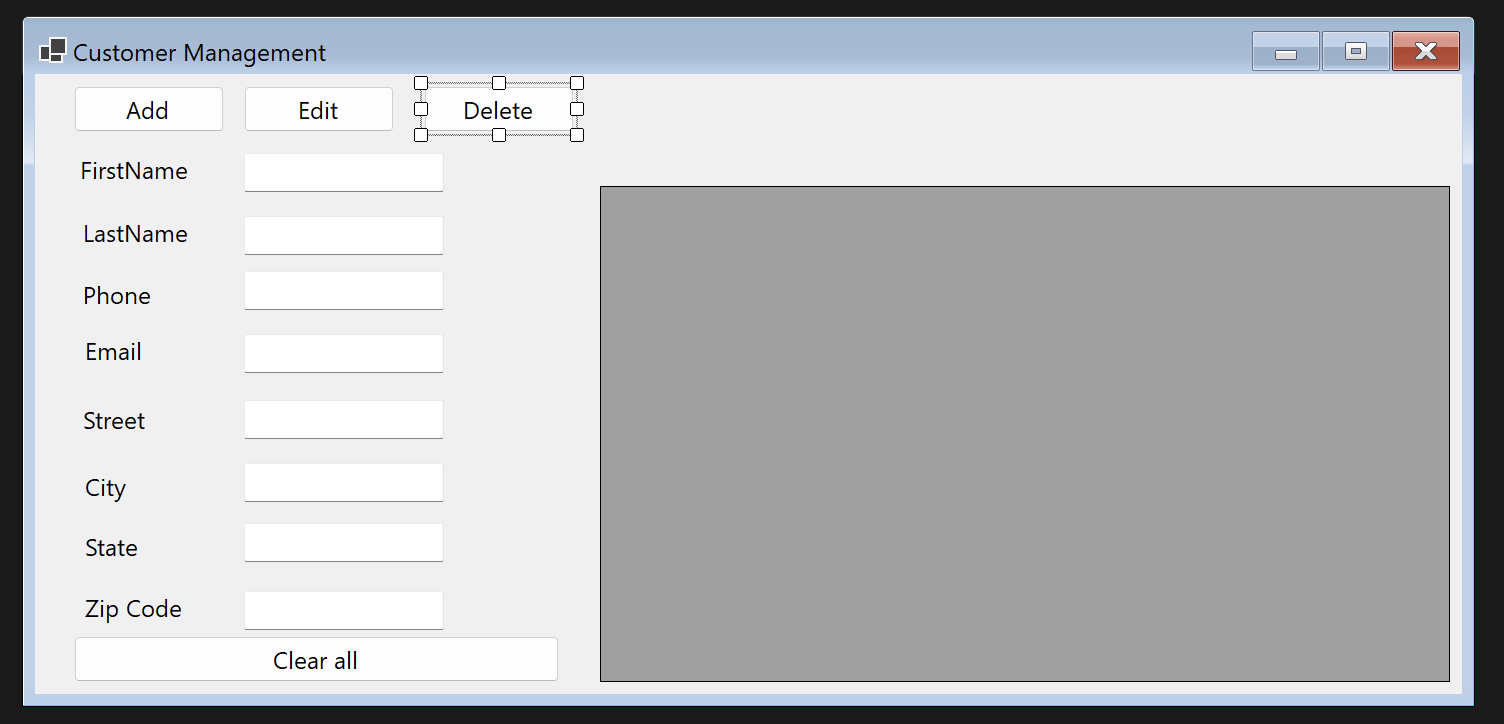 Customer Management
Add Edit Delete
FirstName
LastName
Phone
Email
Street
City
State
Zip Code
Clear all